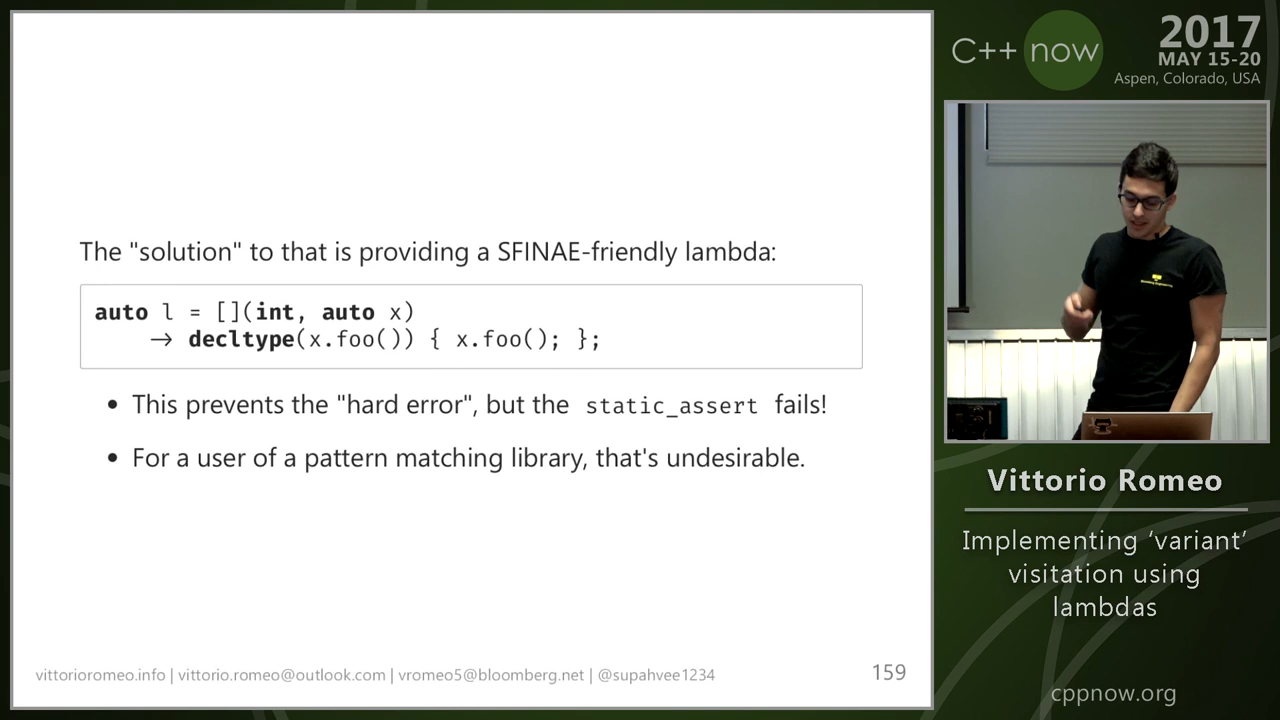 The "solution" to that is providing a SFINAE-friendly lambda:
auto l = [](int, auto x)
→ decltype(x.foo()) { x.foo(); };
• This prevents the "hard error", but the static_assert fails!
• For a user of a pattern matching library, that's undesirable.
vittorioromeo.info | vittorio.romeo@outlook.com | vromeo5@bloomberg.net | @supahvee1234
159
C++ now
2017
MAY 15-20
Aspen, Colorado, USA
Vittorio Romeo
Implementing ‘variant’
visitation using
lambdas
cppnow.org